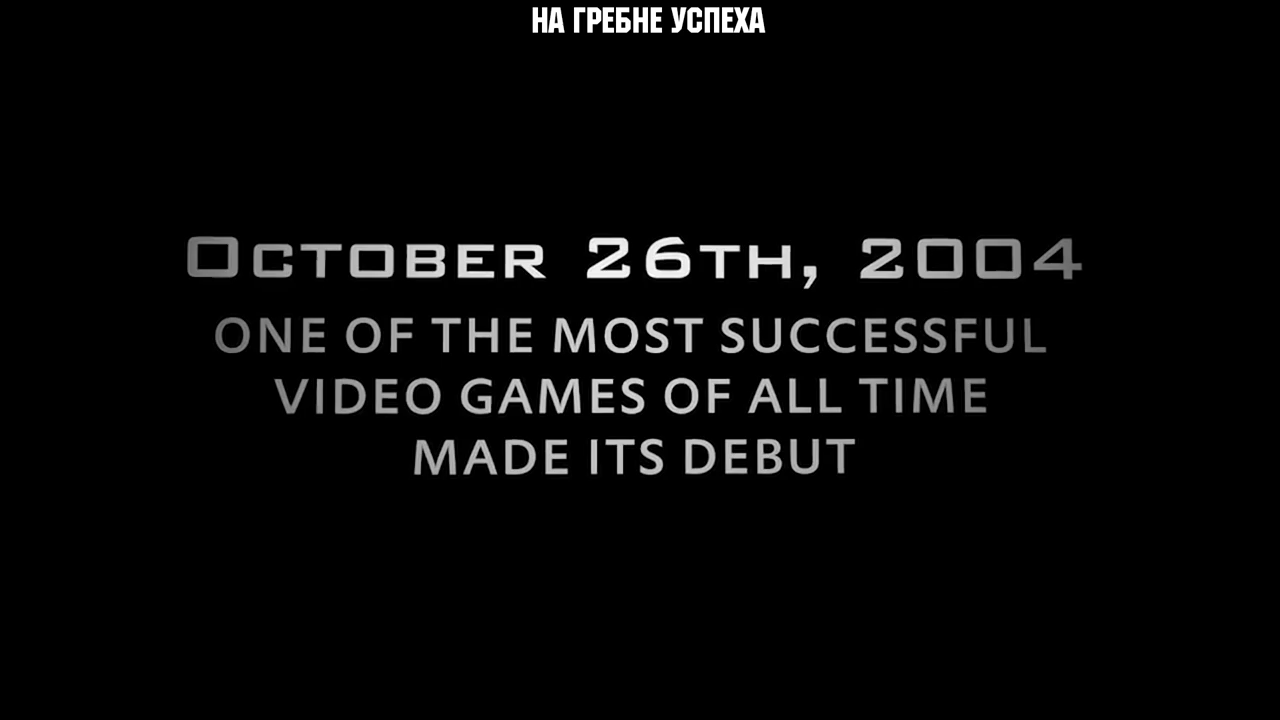 НА ГРЕБНЕ УСПЕХА
OCTOBER 26TH, 2004
ONE OF THE MOST SUCCESSFUL
VIDEO GAMES OF ALL TIME
MADE ITS DEBUT